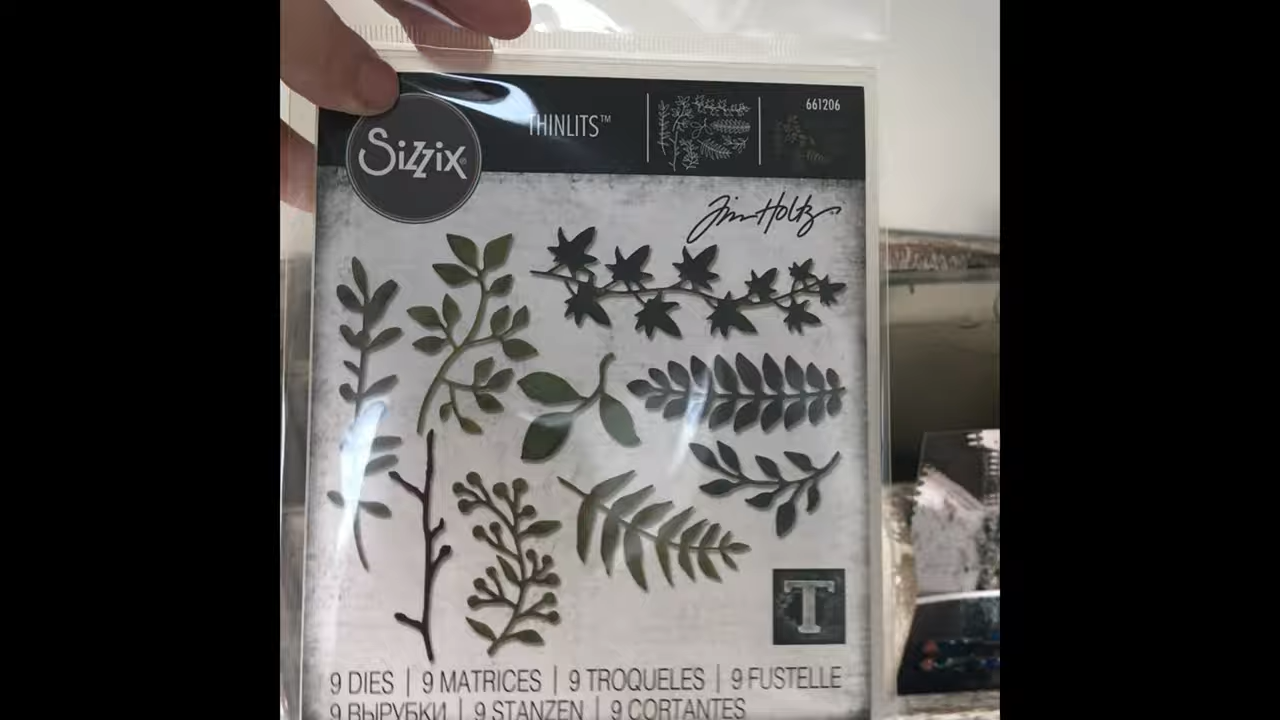 661206
THINLITS™
Sizzix®
Tim Holtz
T
9 DIES | 9 MATRICES | 9 TROQUELES | 9 FUSTELLE
9 ВЫРУБКИ | 9 STANZEN | 9 CORTANTES